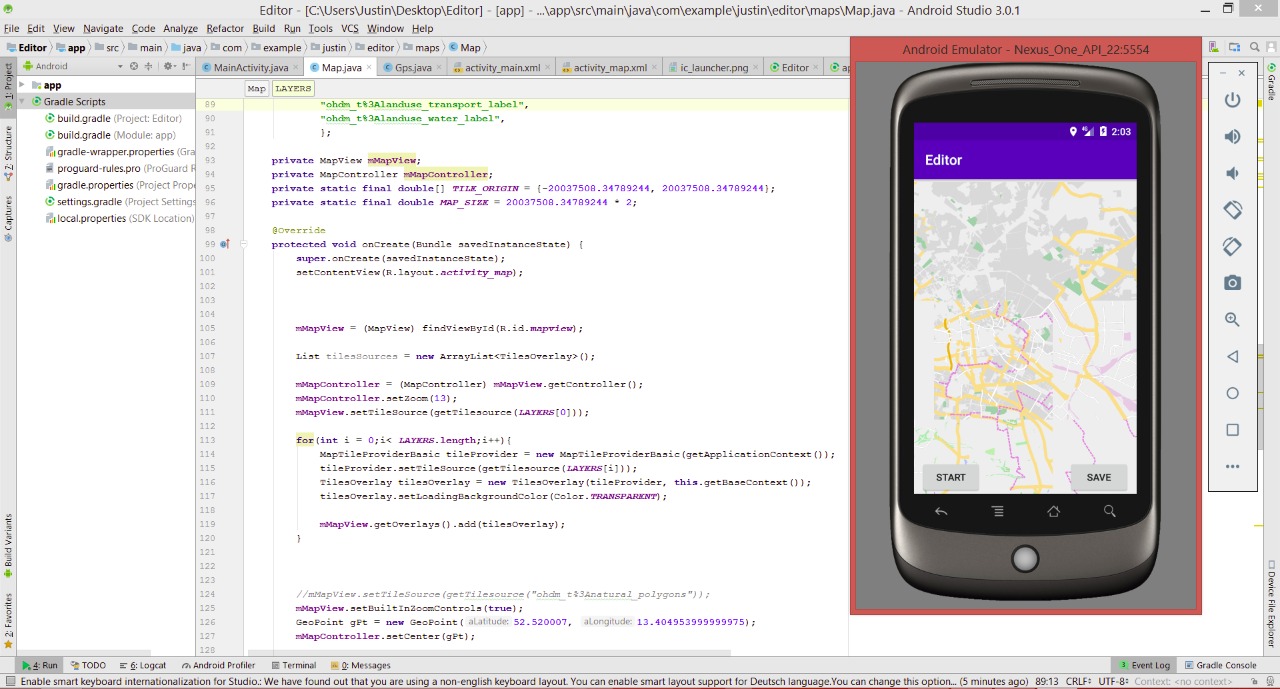 Editor - [C:\Users\Justin\Desktop\Editor] - [app] - ...\app\src\main\java\com\example\justin\editor\maps\Map.java - Android Studio 3.0.1
File Edit View Navigate Code Analyze Refactor Build Run Tools VCS Window Help
Editor app src main java com example justin editor maps Map
Android
MainActivity.java Map.java Gps.java activity_main.xml activity_map.xml ic_launcher.png Editor
Map LAYERS
1: Project
7: Structure
Captures
Build Variants
2: Favorites
app
Gradle Scripts
build.gradle (Project: Editor)
build.gradle (Module: app)
gradle-wrapper.properties (Gra
proguard-rules.pro (ProGuard R
gradle.properties (Project Prope
settings.gradle (Project Settings
local.properties (SDK Location)
89 "ohdm_t%3Alanduse_transport_label",
90 "ohdm_t%3Alanduse_water_label",
91 };
92
93 private MapView mMapView;
94 private MapController mMapController;
95 private static final double[] TILE_ORIGIN = {-20037508.34789244, 20037508.34789244};
96 private static final double MAP_SIZE = 20037508.34789244 * 2;
97
98 @Override
99 protected void onCreate(Bundle savedInstanceState) {
100 super.onCreate(savedInstanceState);
101 setContentView(R.layout.activity_map);
102
103
104
105 mMapView = (MapView) findViewById(R.id.mapview);
106
107 List tilesSources = new ArrayList<TilesOverlay>();
108
109 mMapController = (MapController) mMapView.getController();
110 mMapController.setZoom(13);
111 mMapView.setTileSource(getTilesource(LAYERS[0]));
112
113 for(int i = 0;i< LAYERS.length;i++){
114 MapTileProviderBasic tileProvider = new MapTileProviderBasic(getApplicationContext());
115 tileProvider.setTileSource(getTilesource(LAYERS[i]));
116 TilesOverlay tilesOverlay = new TilesOverlay(tileProvider, this.getBaseContext());
117 tilesOverlay.setLoadingBackgroundColor(Color.TRANSPARENT);
118
119 mMapView.getOverlays().add(tilesOverlay);
120 }
121
122
123
124 //mMapView.setTileSource(getTilesource("ohdm_t%3Anatural_polygons"));
125 mMapView.setBuiltInZoomControls(true);
126 GeoPoint gPt = new GeoPoint( aLatitude: 52.520007, aLongitude: 13.404953999999975);
127 mMapController.setCenter(gPt);
128
Android Emulator - Nexus_One_API_22:5554
2:03
Editor
START SAVE
Gradle
Device File Explorer
4: Run TODO 6: Logcat Android Profiler Terminal 0: Messages 3 Event Log Gradle Console
Enable smart keyboard internationalization for Studio.: We have found out that you are using a non-english keyboard layout. You can enable smart layout support for Deutsch language.You can change this option... (5 minutes ago) 89:13 CRLF÷ UTF-8÷ Context: <no context>